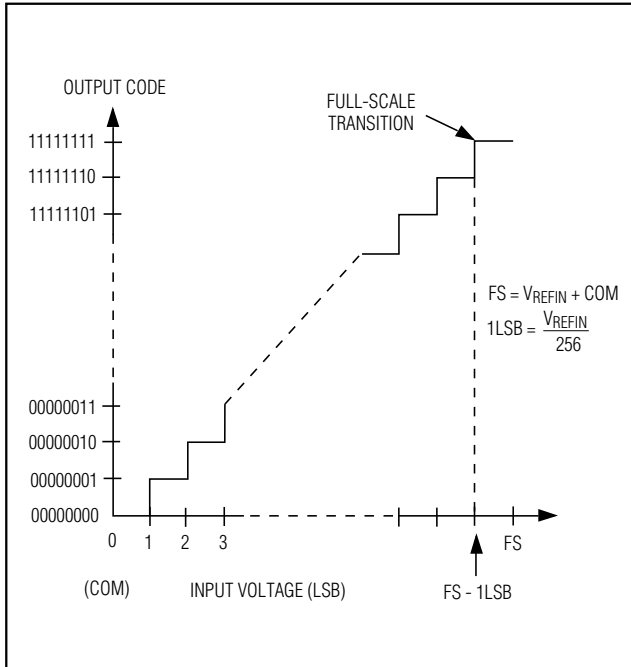 OUTPUT CODE
FULL-SCALE
TRANSITION
11111111
11111110
11111101
FS = VREFIN + COM
1LSB = VREFIN
256
00000011
00000010
00000001
00000000
0 1 2 3 FS
(COM) INPUT VOLTAGE (LSB) FS - 1LSB